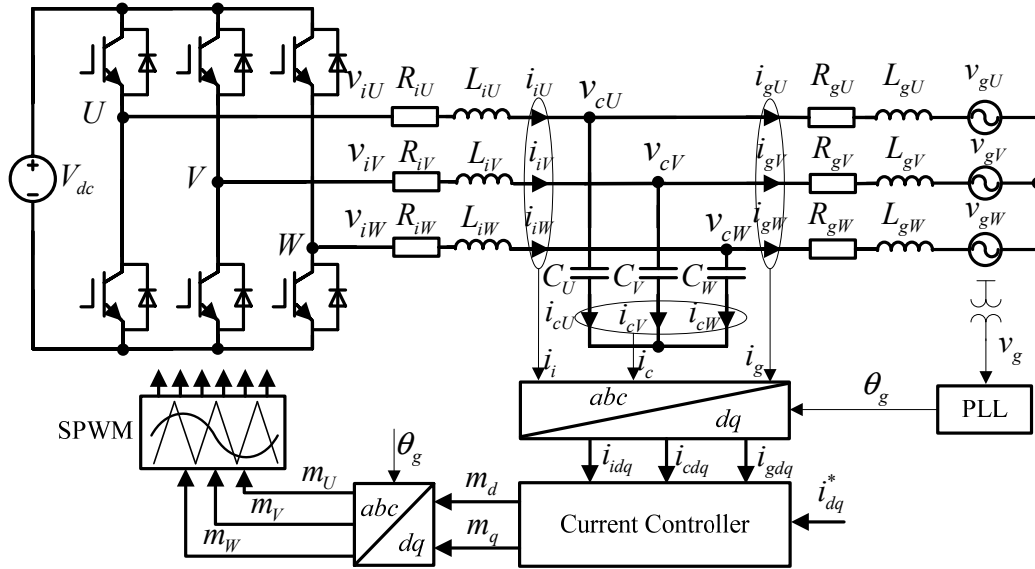 v_iU R_iU L_iU i_iU v_cU i_gU R_gU L_gU v_gU
U
v_iV R_iV L_iV i_iV v_cV i_gV R_gV L_gV v_gV
V_dc
V
v_iW R_iW L_iW i_iW v_cW i_gW R_gW L_gW v_gW
W
C_U C_V C_W
i_cU i_cV i_cW
i_i i_c i_g v_g
abc
dq
θ_g
PLL
SPWM
θ_g
i_idq i_cdq i_gdq
m_U
m_V
m_W
abc
dq
m_d
m_q
Current Controller
i*_dq